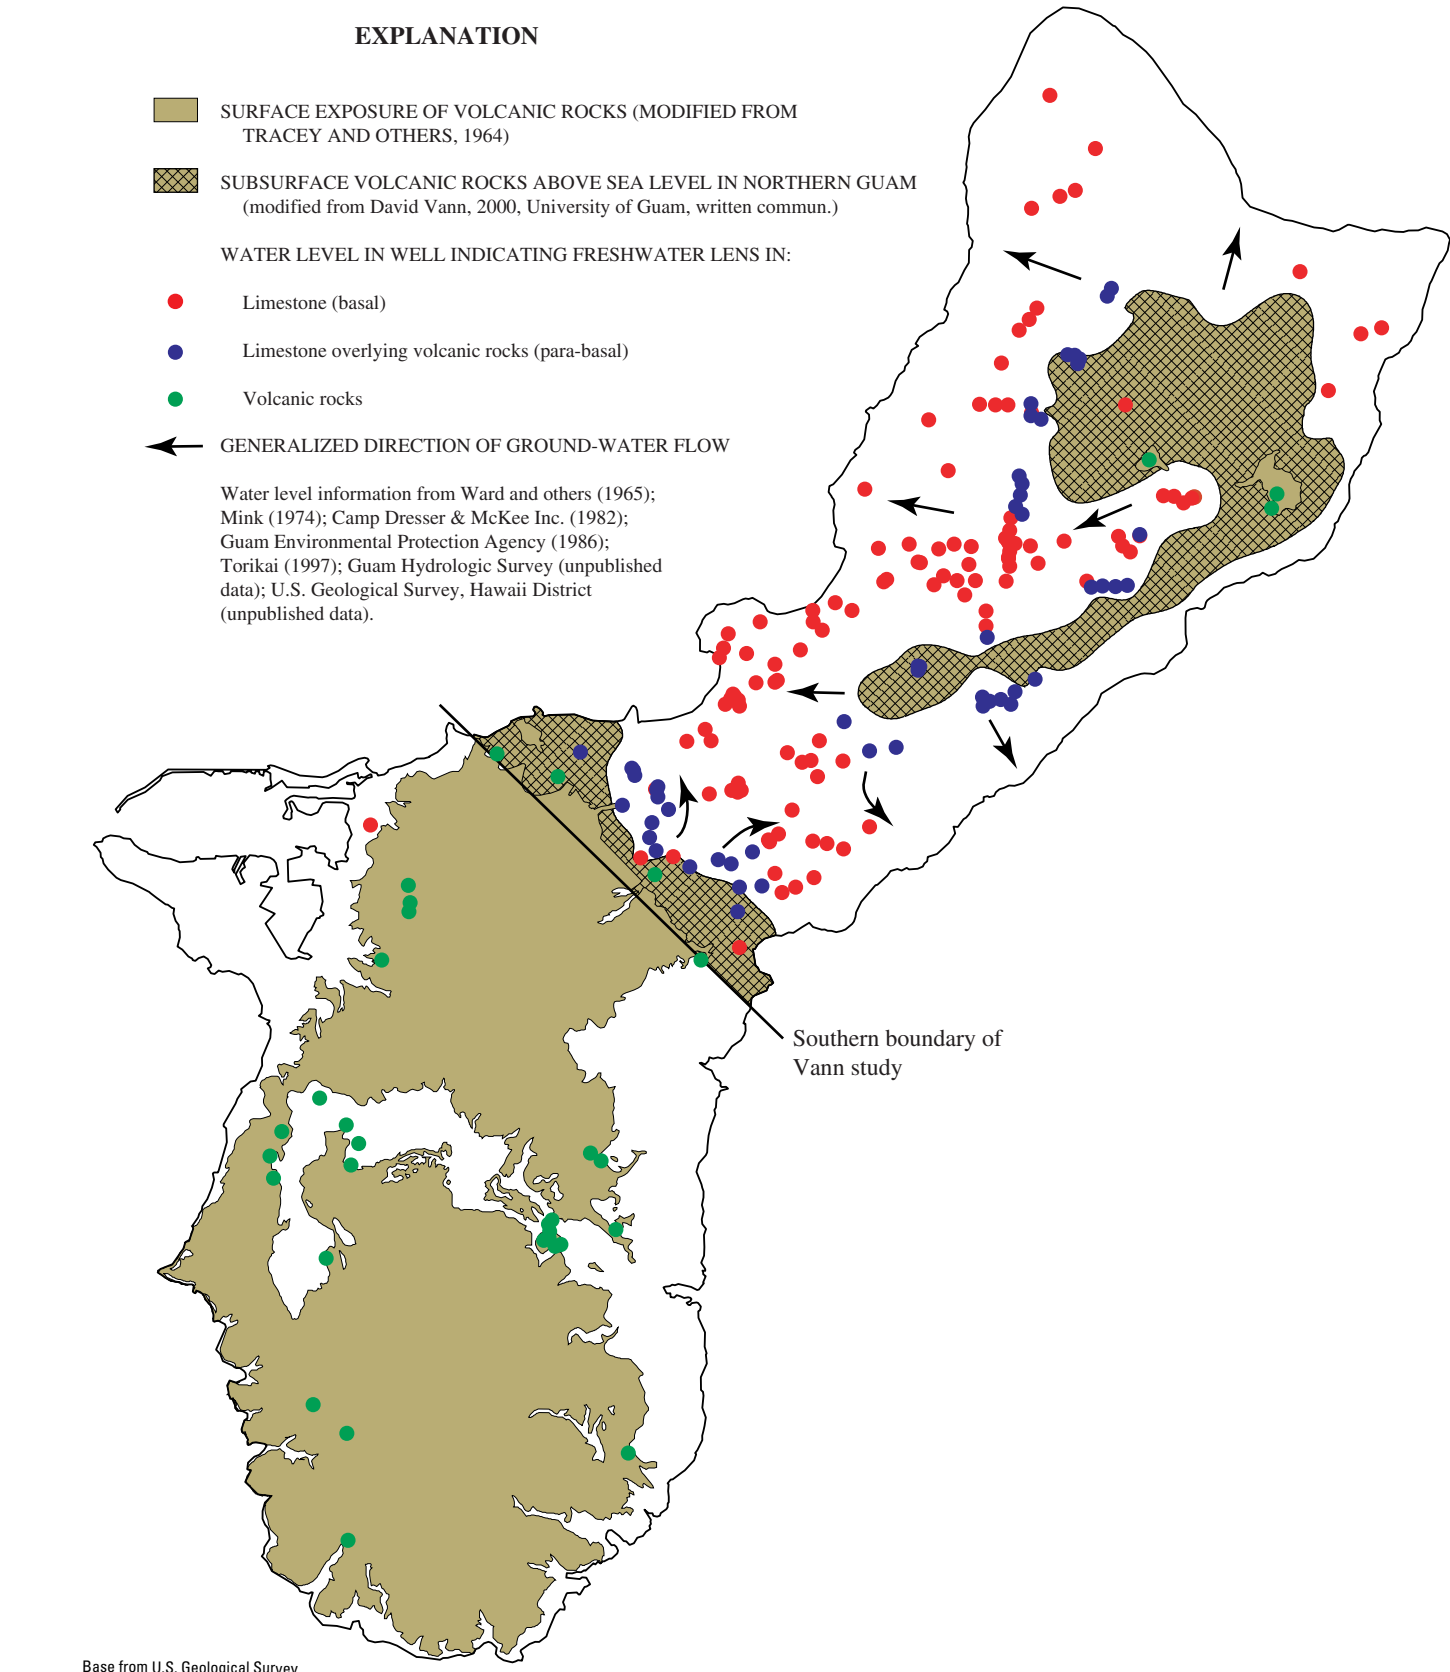 EXPLANATION
SURFACE EXPOSURE OF VOLCANIC ROCKS (MODIFIED FROM
TRACEY AND OTHERS, 1964)
SUBSURFACE VOLCANIC ROCKS ABOVE SEA LEVEL IN NORTHERN GUAM
(modified from David Vann, 2000, University of Guam, written commun.)
WATER LEVEL IN WELL INDICATING FRESHWATER LENS IN:
Limestone (basal)
Limestone overlying volcanic rocks (para-basal)
Volcanic rocks
GENERALIZED DIRECTION OF GROUND-WATER FLOW
Water level information from Ward and others (1965);
Mink (1974); Camp Dresser & McKee Inc. (1982);
Guam Environmental Protection Agency (1986);
Torikai (1997); Guam Hydrologic Survey (unpublished
data); U.S. Geological Survey, Hawaii District
(unpublished data).
Southern boundary of
Vann study
Base from U.S. Geological Survey